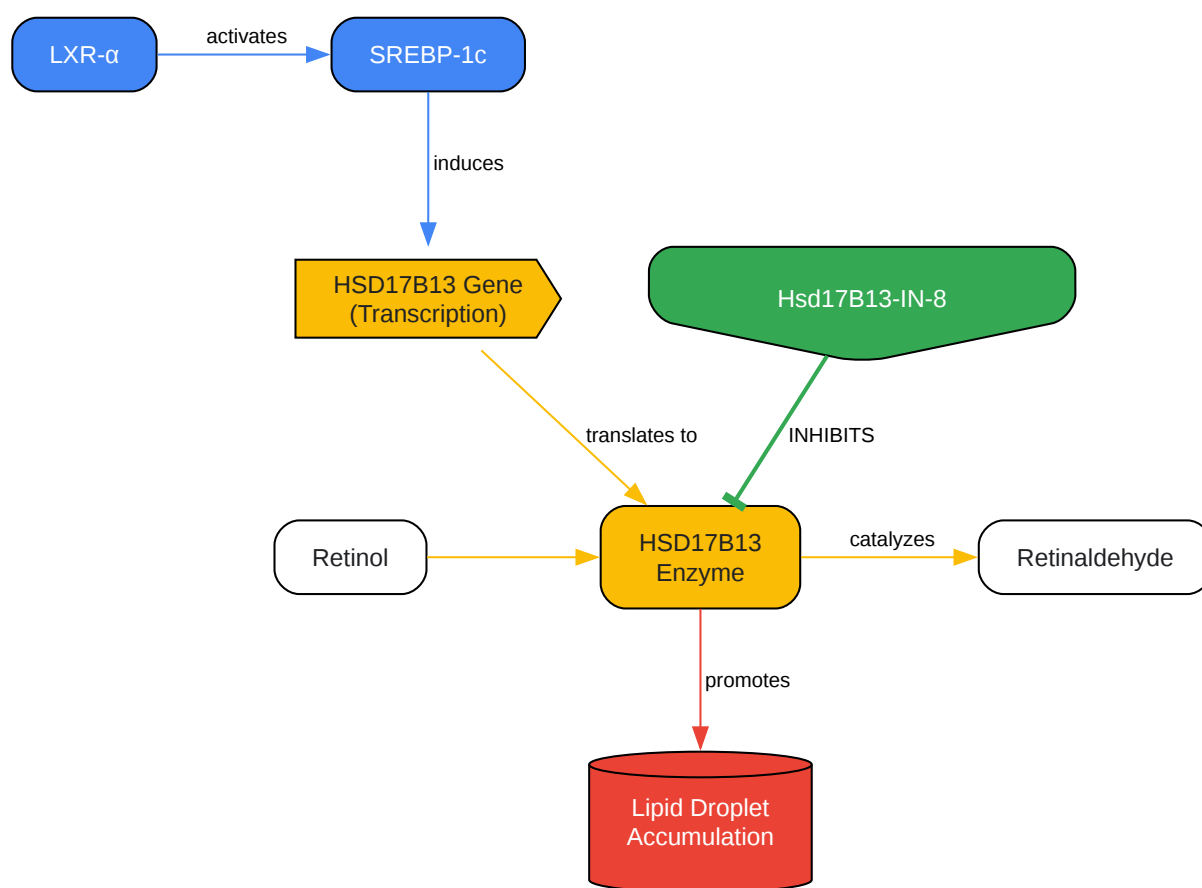 LXR-α
activates
SREBP-1c
induces
HSD17B13 Gene
(Transcription)
Hsd17B13-IN-8
translates to
INHIBITS
Retinol
HSD17B13
Enzyme
catalyzes
Retinaldehyde
promotes
Lipid Droplet
Accumulation